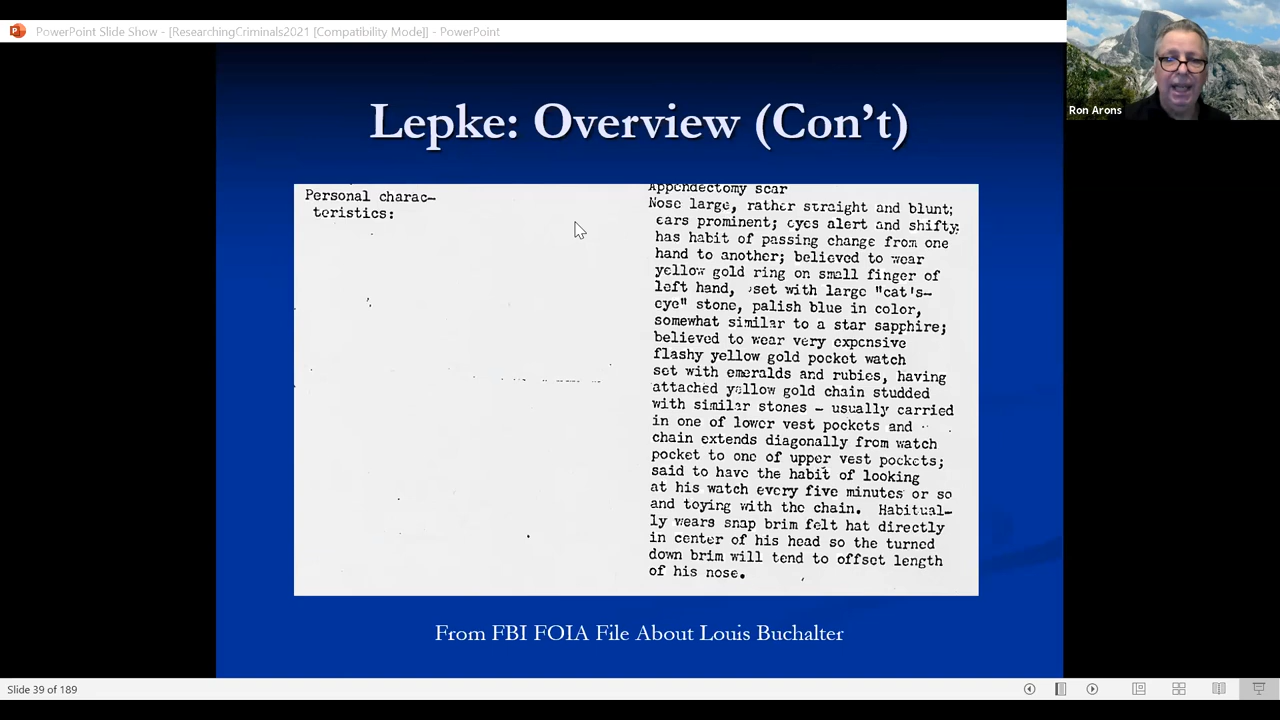 PowerPoint Slide Show - [ResearchingCriminals2021 [Compatibility Mode]] - PowerPoint
Ron Arons
Lepke: Overview (Con't)
Personal charac-
teristics:
Appendectomy scar
Nose large, rather straight and blunt;
ears prominent; eyes alert and shifty;
has habit of passing change from one
hand to another; believed to wear
yellow gold ring on small finger of
left hand, set with large "cat's-
eye" stone, palish blue in color,
somewhat similar to a star sapphire;
believed to wear very expensive
flashy yellow gold pocket watch
set with emeralds and rubies, having
attached yellow gold chain studded
with similar stones - usually carried
in one of lower vest pockets and
chain extends diagonally from watch
pocket to one of upper vest pockets;
said to have the habit of looking
at his watch every five minutes or so
and toying with the chain. Habitual-
ly wears snap brim felt hat directly
in center of his head so the turned
down brim will tend to offset length
of his nose.
From FBI FOIA File About Louis Buchalter
Slide 39 of 189